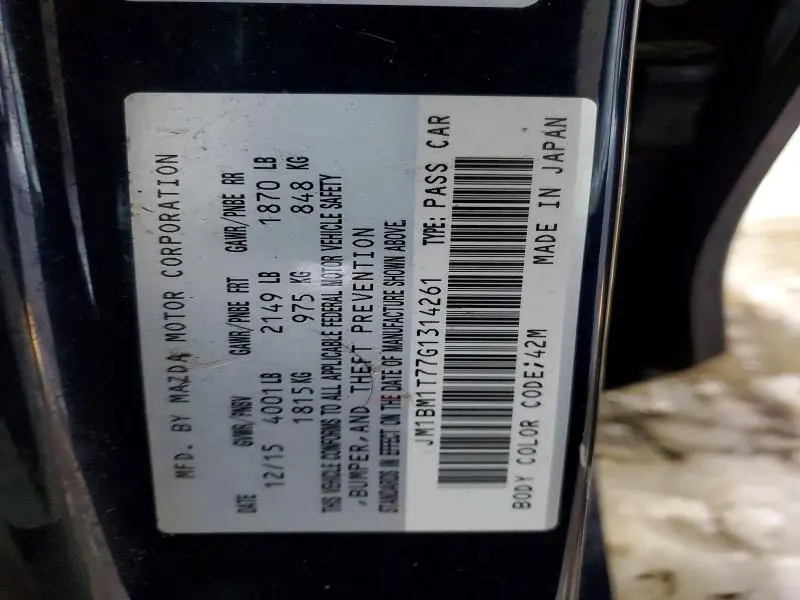 MFD. BY MAZDA MOTOR CORPORATION
DATE GVWR/PNBV GAWR/PNBE FRT GAWR/PNBE RR
12/15 4001LB 2149 LB 1870 LB
1815KG 975 KG 848 KG
THIS VEHICLE CONFORMS TO ALL APPLICABLE FEDERAL MOTOR VEHICLE SAFETY
,BUMPER,AND THEFT PREVENTION
STANDARDS IN EFFECT ON THE DATE OF MANUFACTURE SHOWN ABOVE.
JM1BM1T77G1314261 TYPE: PASS CAR
BODY COLOR CODE;42M MADE IN JAPAN